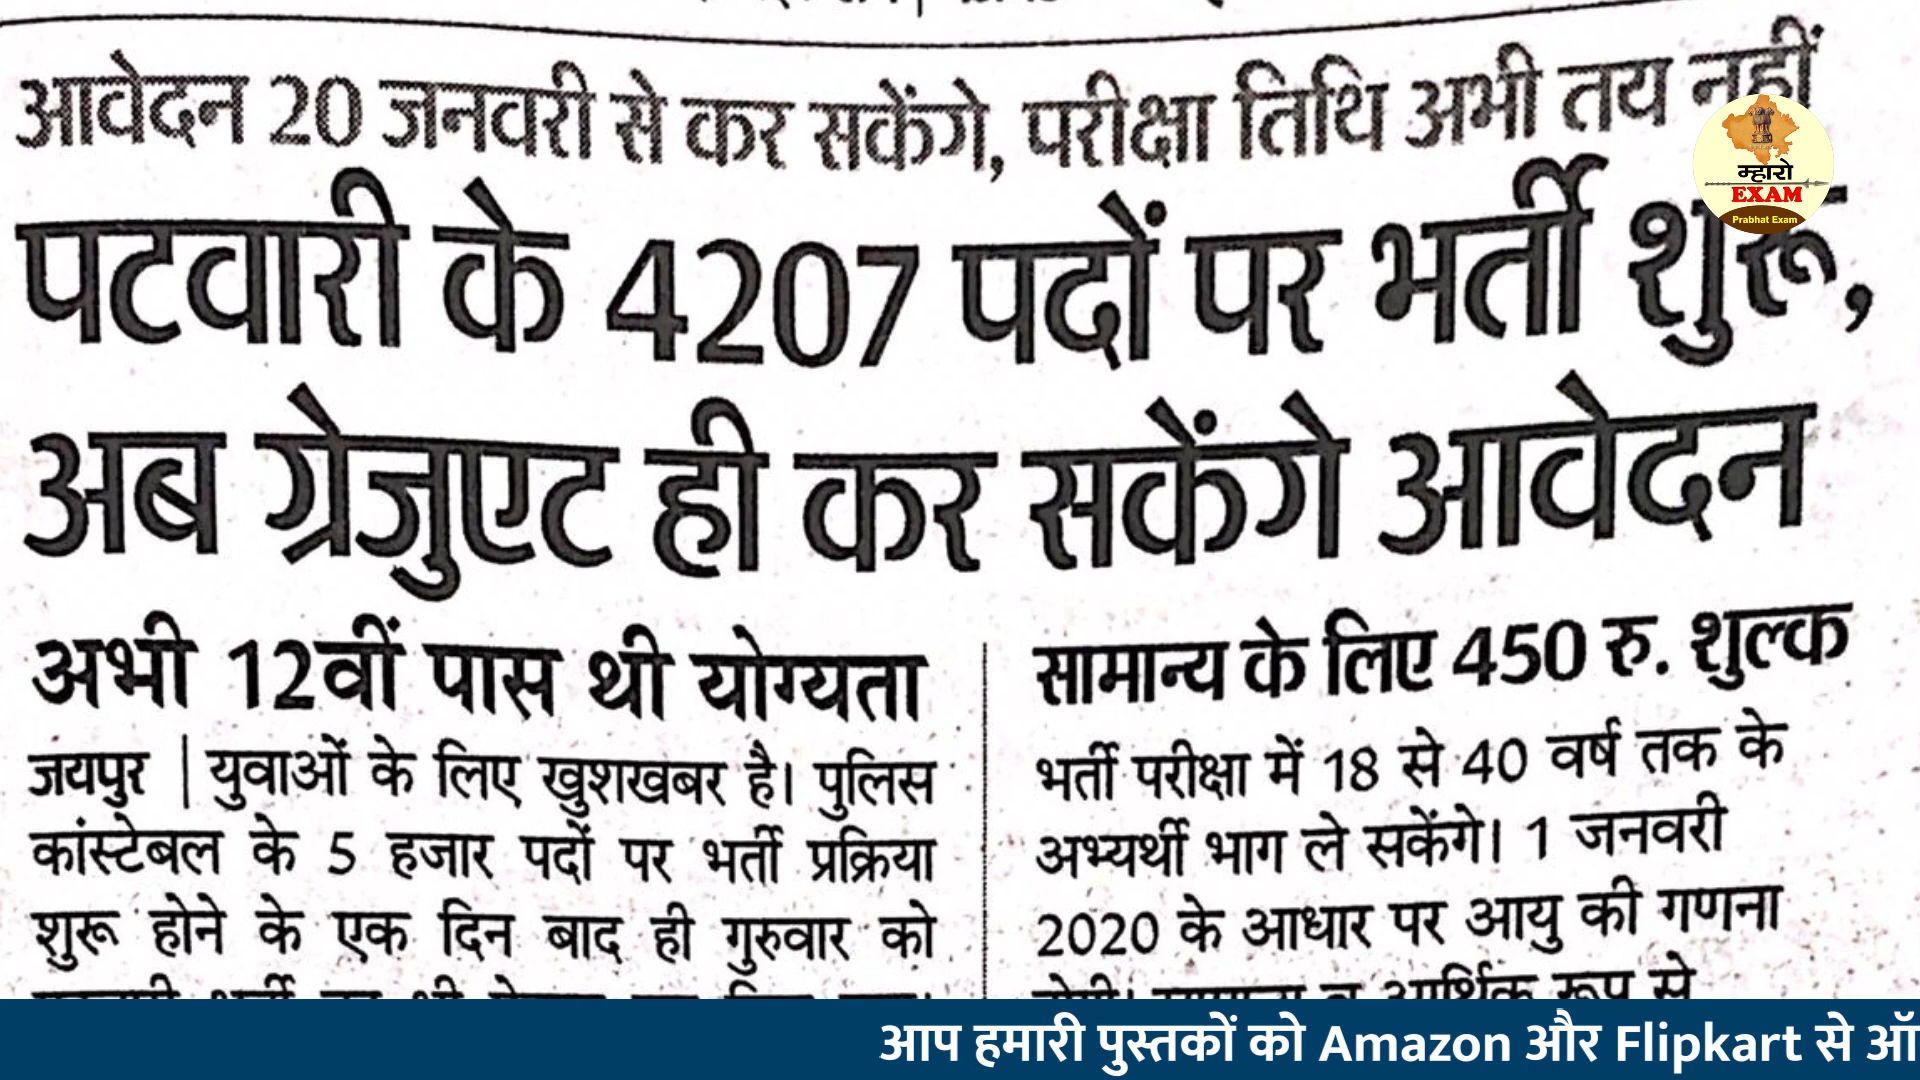 आवेदन 20 जनवरी से कर सकेंगे, परीक्षा तिथि अभी तय नहीं
म्हारो
EXAM
Prabhat Exam
पटवारी के 4207 पदों पर भर्ती शुरू,
अब ग्रेजुएट ही कर सकेंगे आवेदन
अभी 12वीं पास थी योग्यता
जयपुर | युवाओं के लिए खुशखबर है। पुलिस
कांस्टेबल के 5 हजार पदों पर भर्ती प्रक्रिया
शुरू होने के एक दिन बाद ही गुरुवार को
सामान्य के लिए 450 रु. शुल्क
भर्ती परीक्षा में 18 से 40 वर्ष तक के
अभ्यर्थी भाग ले सकेंगे। 1 जनवरी
2020 के आधार पर आयु की गणना
होगी। सामान्य व आर्थिक रूप से
आप हमारी पुस्तकों को Amazon और Flipkart से ऑ